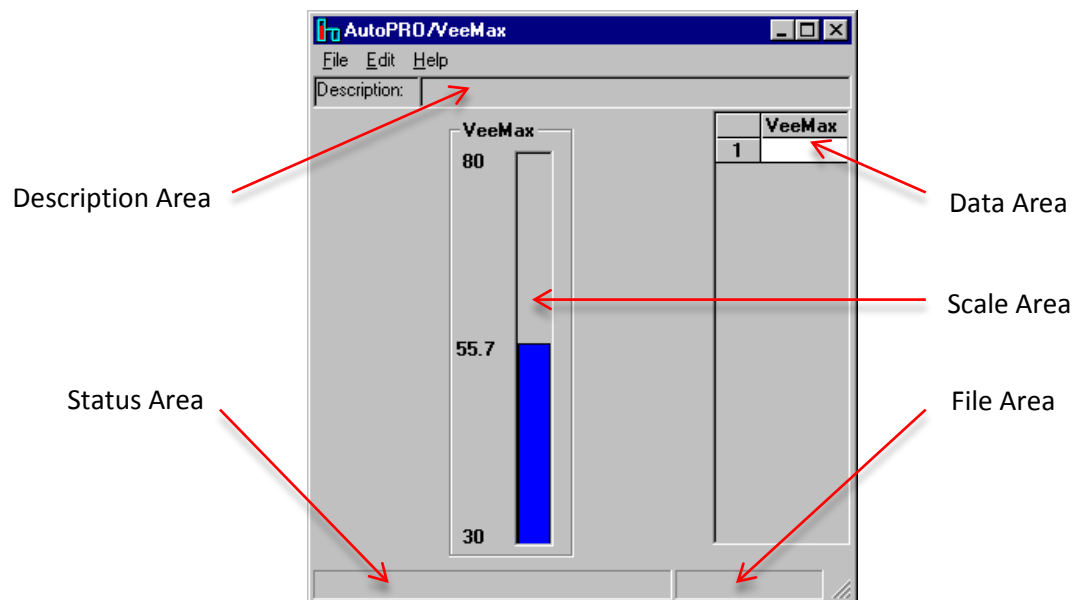 AutoPRO/VeeMax
File Edit Help
Description:
VeeMax
VeeMax
80
1
Description Area
Data Area
Scale Area
55.7
Status Area
File Area
30